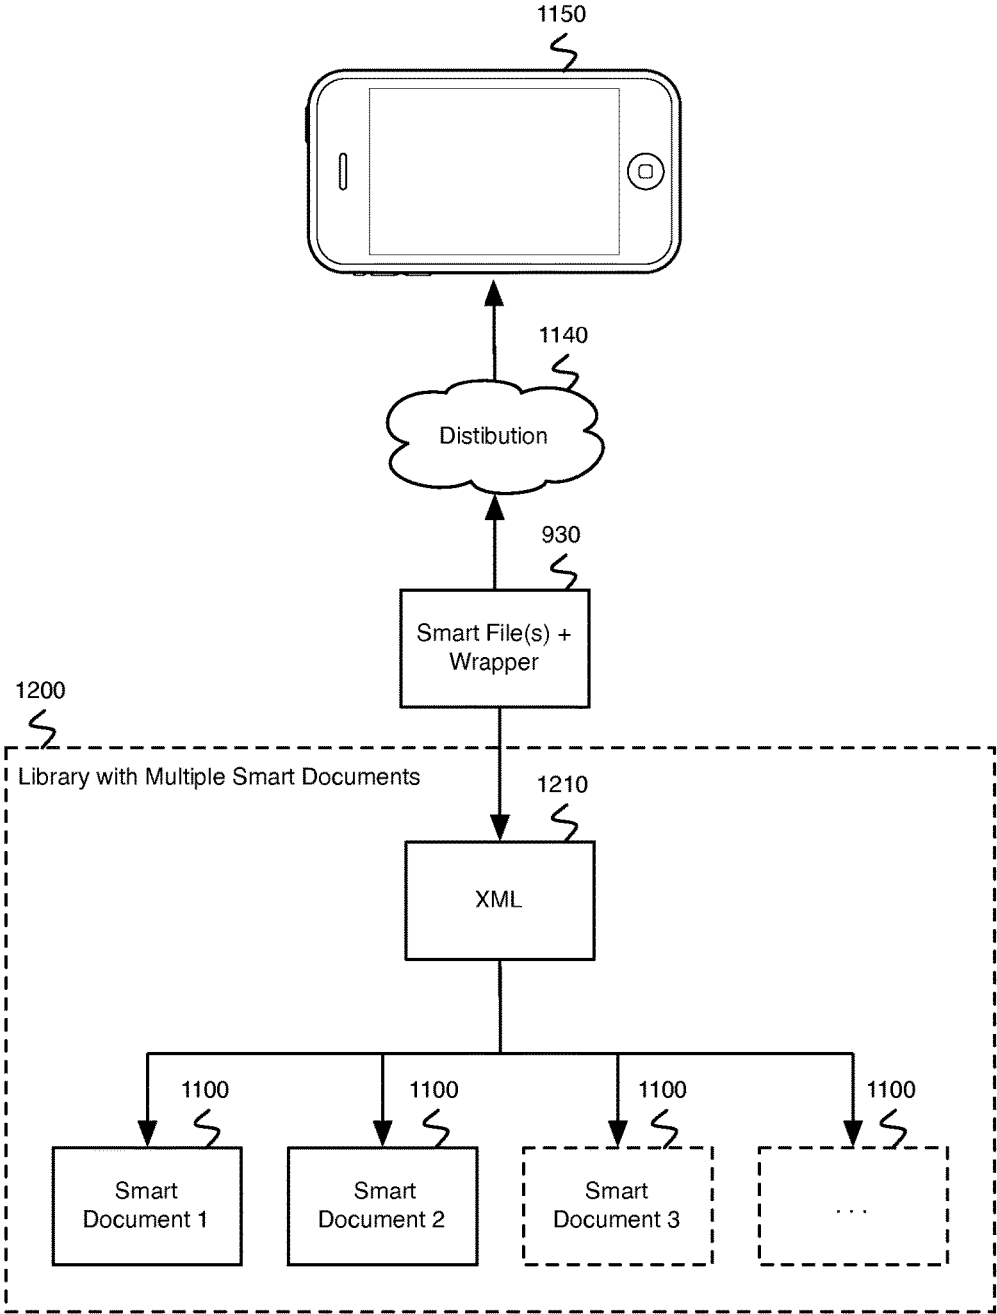 1150
1140
Distibution
930
Smart File(s) +
Wrapper
1200
Library with Multiple Smart Documents
1210
XML
1100
1100
1100
1100
Smart
Document 1
Smart
Document 2
Smart
Document 3
...